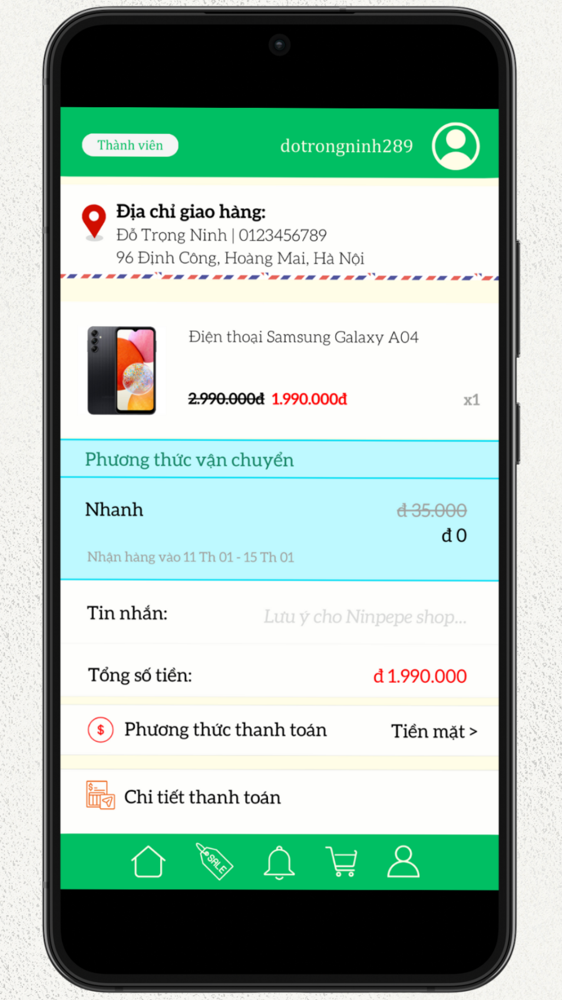 Thành viên
dotrongninh289
Địa chỉ giao hàng:
Đỗ Trọng Ninh | 0123456789
96 Định Công, Hoàng Mai, Hà Nội
Điện thoại Samsung Galaxy A04
2.990.000đ 1.990.000đ x1
Phương thức vận chuyển
Nhanh
đ 35.000
đ 0
Nhận hàng vào 11 Th 01 - 15 Th 01
Tin nhắn:
Lưu ý cho Ninpepe shop...
Tổng số tiền:
đ 1.990.000
$
Phương thức thanh toán
Tiền mặt >
$
Chi tiết thanh toán
SALE